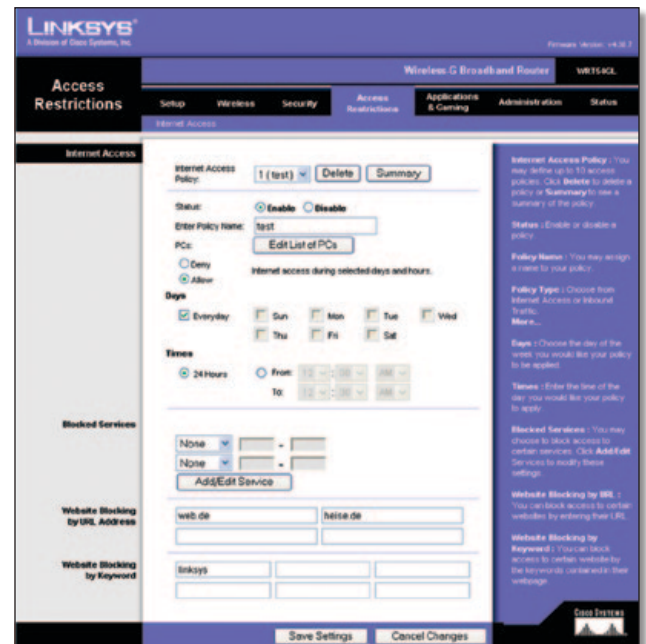 LINKSYS®
A Division of Cisco Systems, Inc.
Firmware Version: v4.30.7
Wireless-G Broadband Router WRT54GL
Access
Restrictions
Setup Wireless Security Access
Restrictions Applications
& Gaming Administration Status
Internet Access
Internet Access
Internet Access
Policy: 1 (test) Delete Summary
Status: Enable Disable
Enter Policy Name: test
PCs: Edit List of PCs
Deny
Allow
Internet access during selected days and hours.
Days
Everyday Sun Mon Tue Wed
Thu Fri Sat
Times
24 Hours From: 12 : 00 AM
To: 12 : 00 AM
Blocked Services
None -
None -
Add/Edit Service
Website Blocking
by URL Address
web.de heise.de
Website Blocking
by Keyword
linksys
Save Settings Cancel Changes
Internet Access Policy : You
may define up to 10 access
policies. Click Delete to delete a
policy or Summary to see a
summary of the policy.
Status : Enable or disable a
policy.
Policy Name : You may assign
a name to your policy.
Policy Type : Choose from
Internet Access or Inbound
Traffic.
More...
Days : Choose the day of the
week you would like your policy
to be applied.
Times : Enter the time of the
day you would like your policy
to apply.
Blocked Services : You may
choose to block access to
certain services. Click Add/Edit
Services to modify these
settings.
Website Blocking by URL :
You can block access to certain
websites by entering their URL.
Website Blocking by
Keyword : You can block
access to certain website by
the keywords contained in their
webpage.
CISCO SYSTEMS